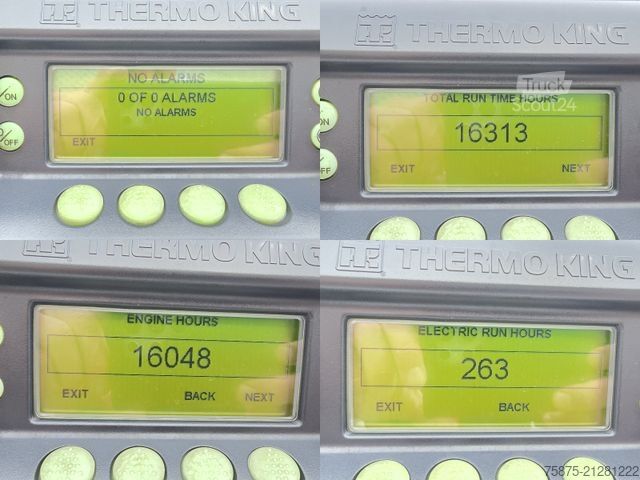 THERMO KING
NO ALARMS
0 OF 0 ALARMS
NO ALARMS
EXIT
/ON
/OFF
THERMO KING
Truck
Scout24
TOTAL RUN TIME HOURS
16313
EXIT NEXT
ON
FF
THERMO KING
ENGINE HOURS
16048
EXIT BACK NEXT
THERMO KING
ELECTRIC RUN HOURS
263
EXIT BACK
75875-21281222